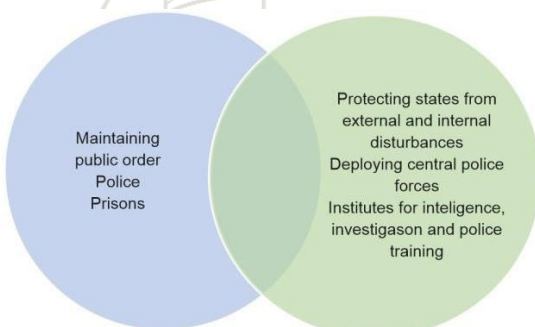 Maintaining
public order
Police
Prisons
Protecting states from
external and internal
disturbances
Deploying central police
forces
Institutes for inteligence,
investigason and police
training